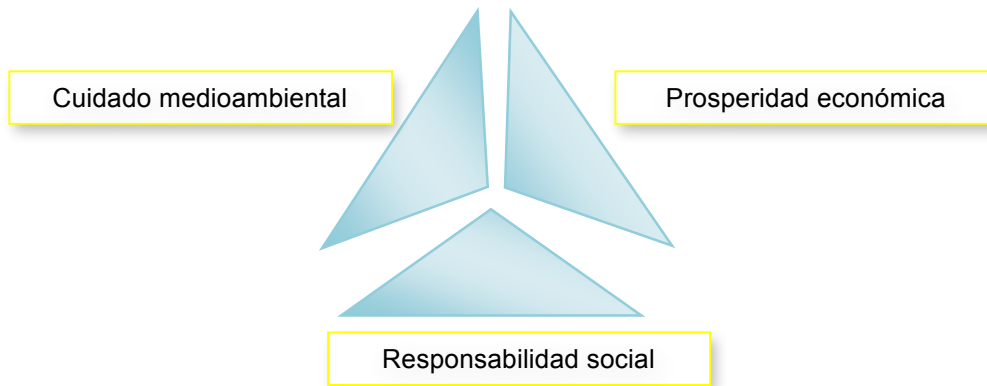 Cuidado medioambiental
Prosperidad económica
Responsabilidad social